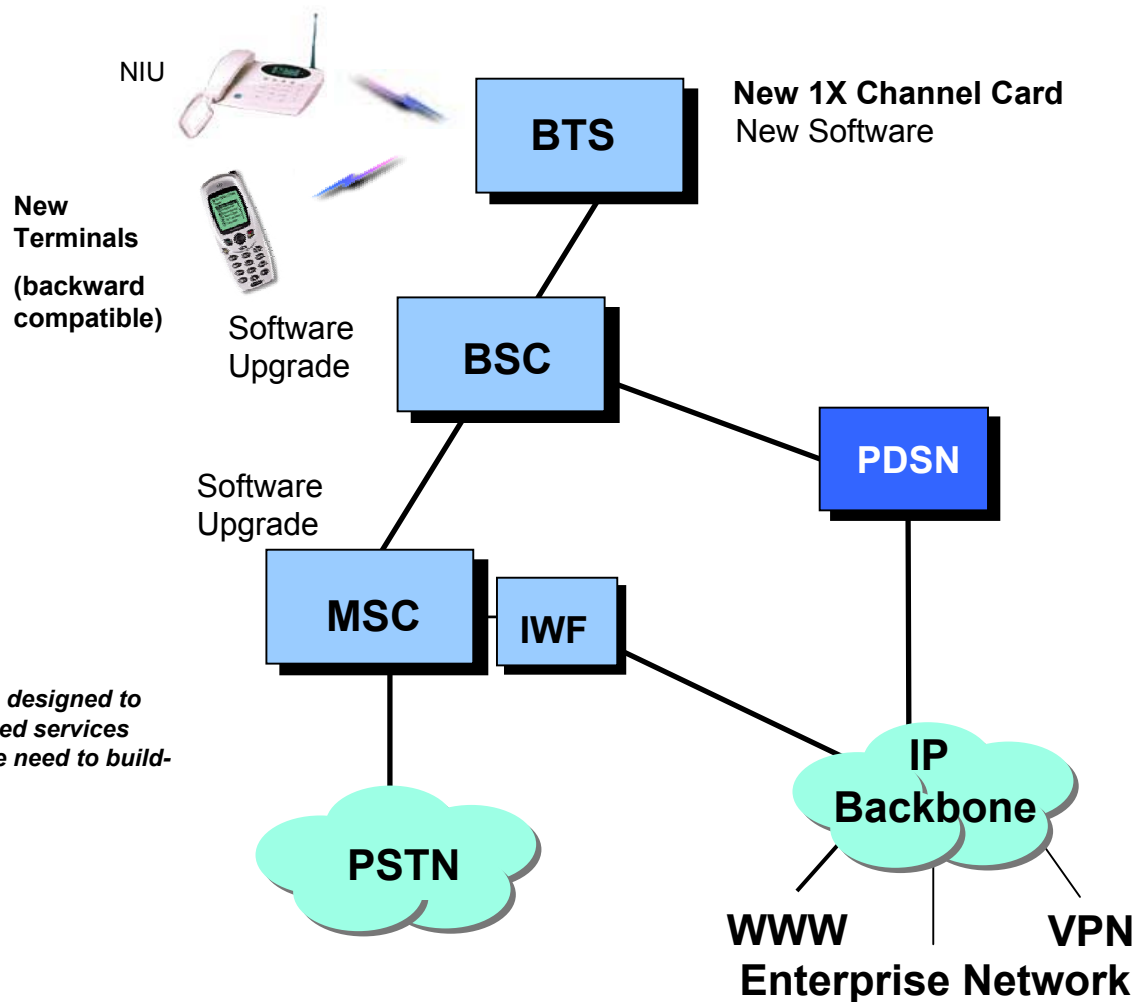 NIU
New 1X Channel Card
New Software
BTS
New
Terminals
(backward
compatible)
Software
Upgrade
BSC
PDSN
Software
Upgrade
MSC
IWF
designed to
ed services
e need to build-
IP
Backbone
PSTN
WWW
VPN
Enterprise Network